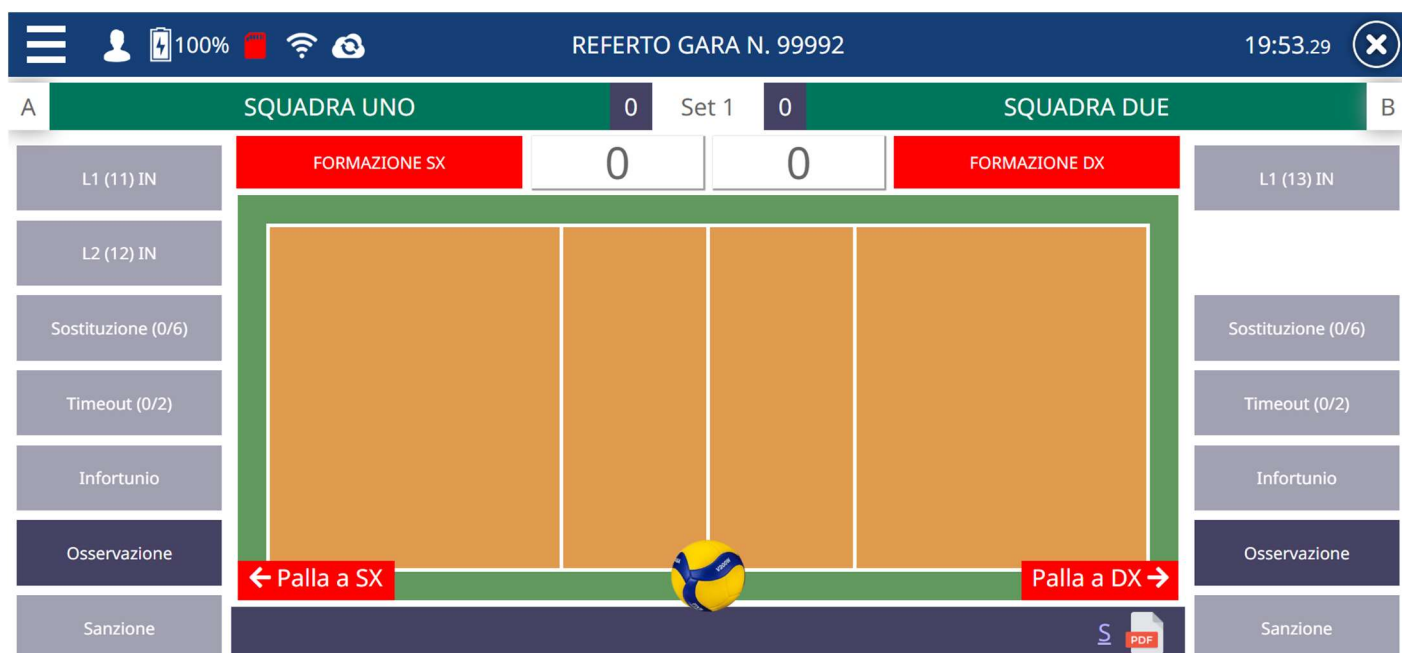 100%
REFERTO GARA N. 99992
19:53.29
A
SQUADRA UNO
0
Set 1
0
SQUADRA DUE
B
FORMAZIONE SX
0
0
FORMAZIONE DX
L1 (11) IN
L1 (13) IN
L2 (12) IN
Sostituzione (0/6)
Sostituzione (0/6)
Timeout (0/2)
Timeout (0/2)
Infortunio
Infortunio
Osservazione
Osservazione
Palla a SX
Palla a DX
Sanzione
S
PDF
Sanzione